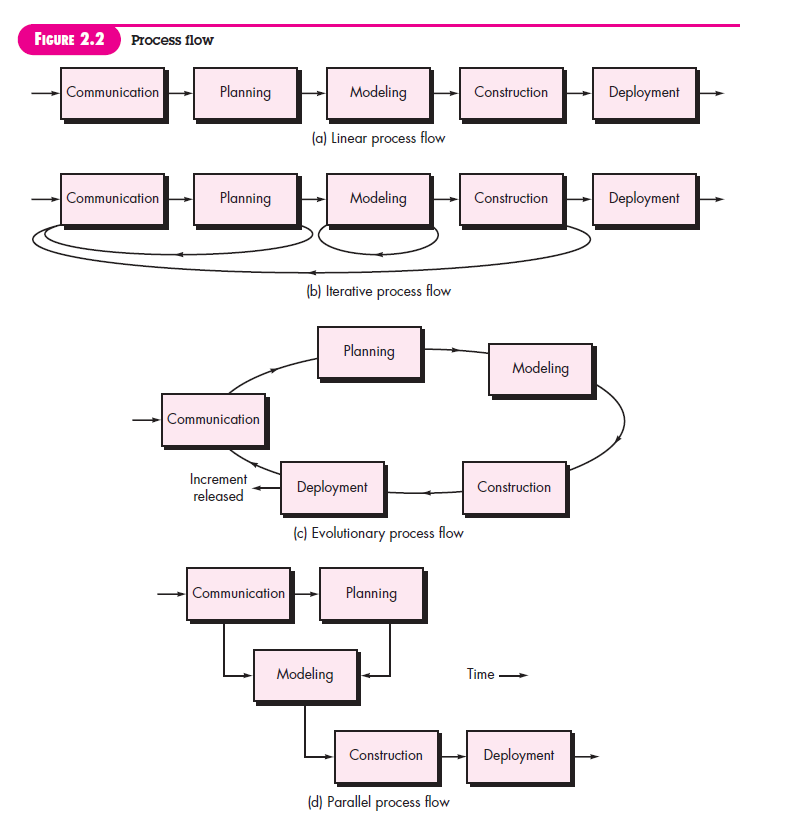 FIGURE 2.2 Process flow
Communication Planning Modeling Construction Deployment
(a) Linear process flow
Communication Planning Modeling Construction Deployment
(b) Iterative process flow
Planning
Modeling
Communication
Increment
released
Deployment
Construction
(c) Evolutionary process flow
Communication Planning
Modeling
Time
Construction Deployment
(d) Parallel process flow